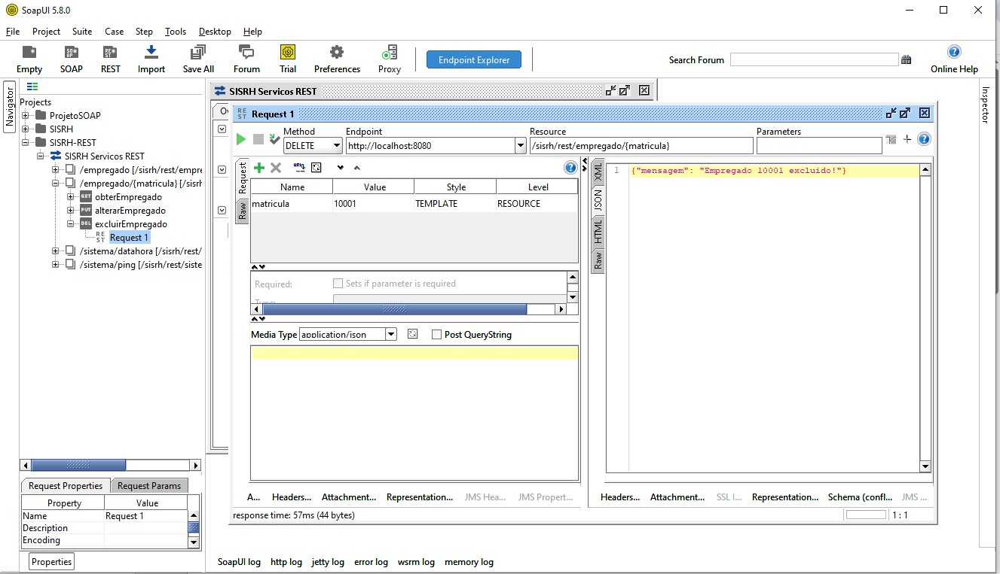 SoapUI 5.8.0
File Project Suite Case Step Tools Desktop Help
Empty SOAP REST Import Save All Forum Trial Preferences Proxy Endpoint Explorer Search Forum Online Help
Navigator
Projects
ProjetoSOAP
SISRH
SISRH-REST
SISRH Servicos REST
/empregado [/sisrh/rest/empre
/empregado/{matricula} [/sisrh
GET obterEmpregado
PUT alterarEmpregado
DEL excluirEmpregado
REST Request 1
/sistema/datahora [/sisrh/rest/
/sistema/ping [/sisrh/rest/siste
Request Properties Request Params
Property Value
Name Request 1
Description
Encoding
Properties
SISRH Servicos REST
Ov
REST Request 1
Method Endpoint Resource Parameters
DELETE http://localhost:8080 /sisrh/rest/empregado/{matricula}
Request
Raw
Name Value Style Level
matricula 10001 TEMPLATE RESOURCE
Required: Sets if parameter is required
Type:
Media Type application/json Post QueryString
A... Headers... Attachment... Representation... JMS Hea... JMS Propert...
XML
JSON
HTML
Raw
1 {"mensagem": "Empregado 10001 excluido!"}
Headers... Attachment... SSL I... Representation... Schema (confl... JMS ...
response time: 57ms (44 bytes) 1 : 1
Inspector
SoapUI log http log jetty log error log wsrm log memory log